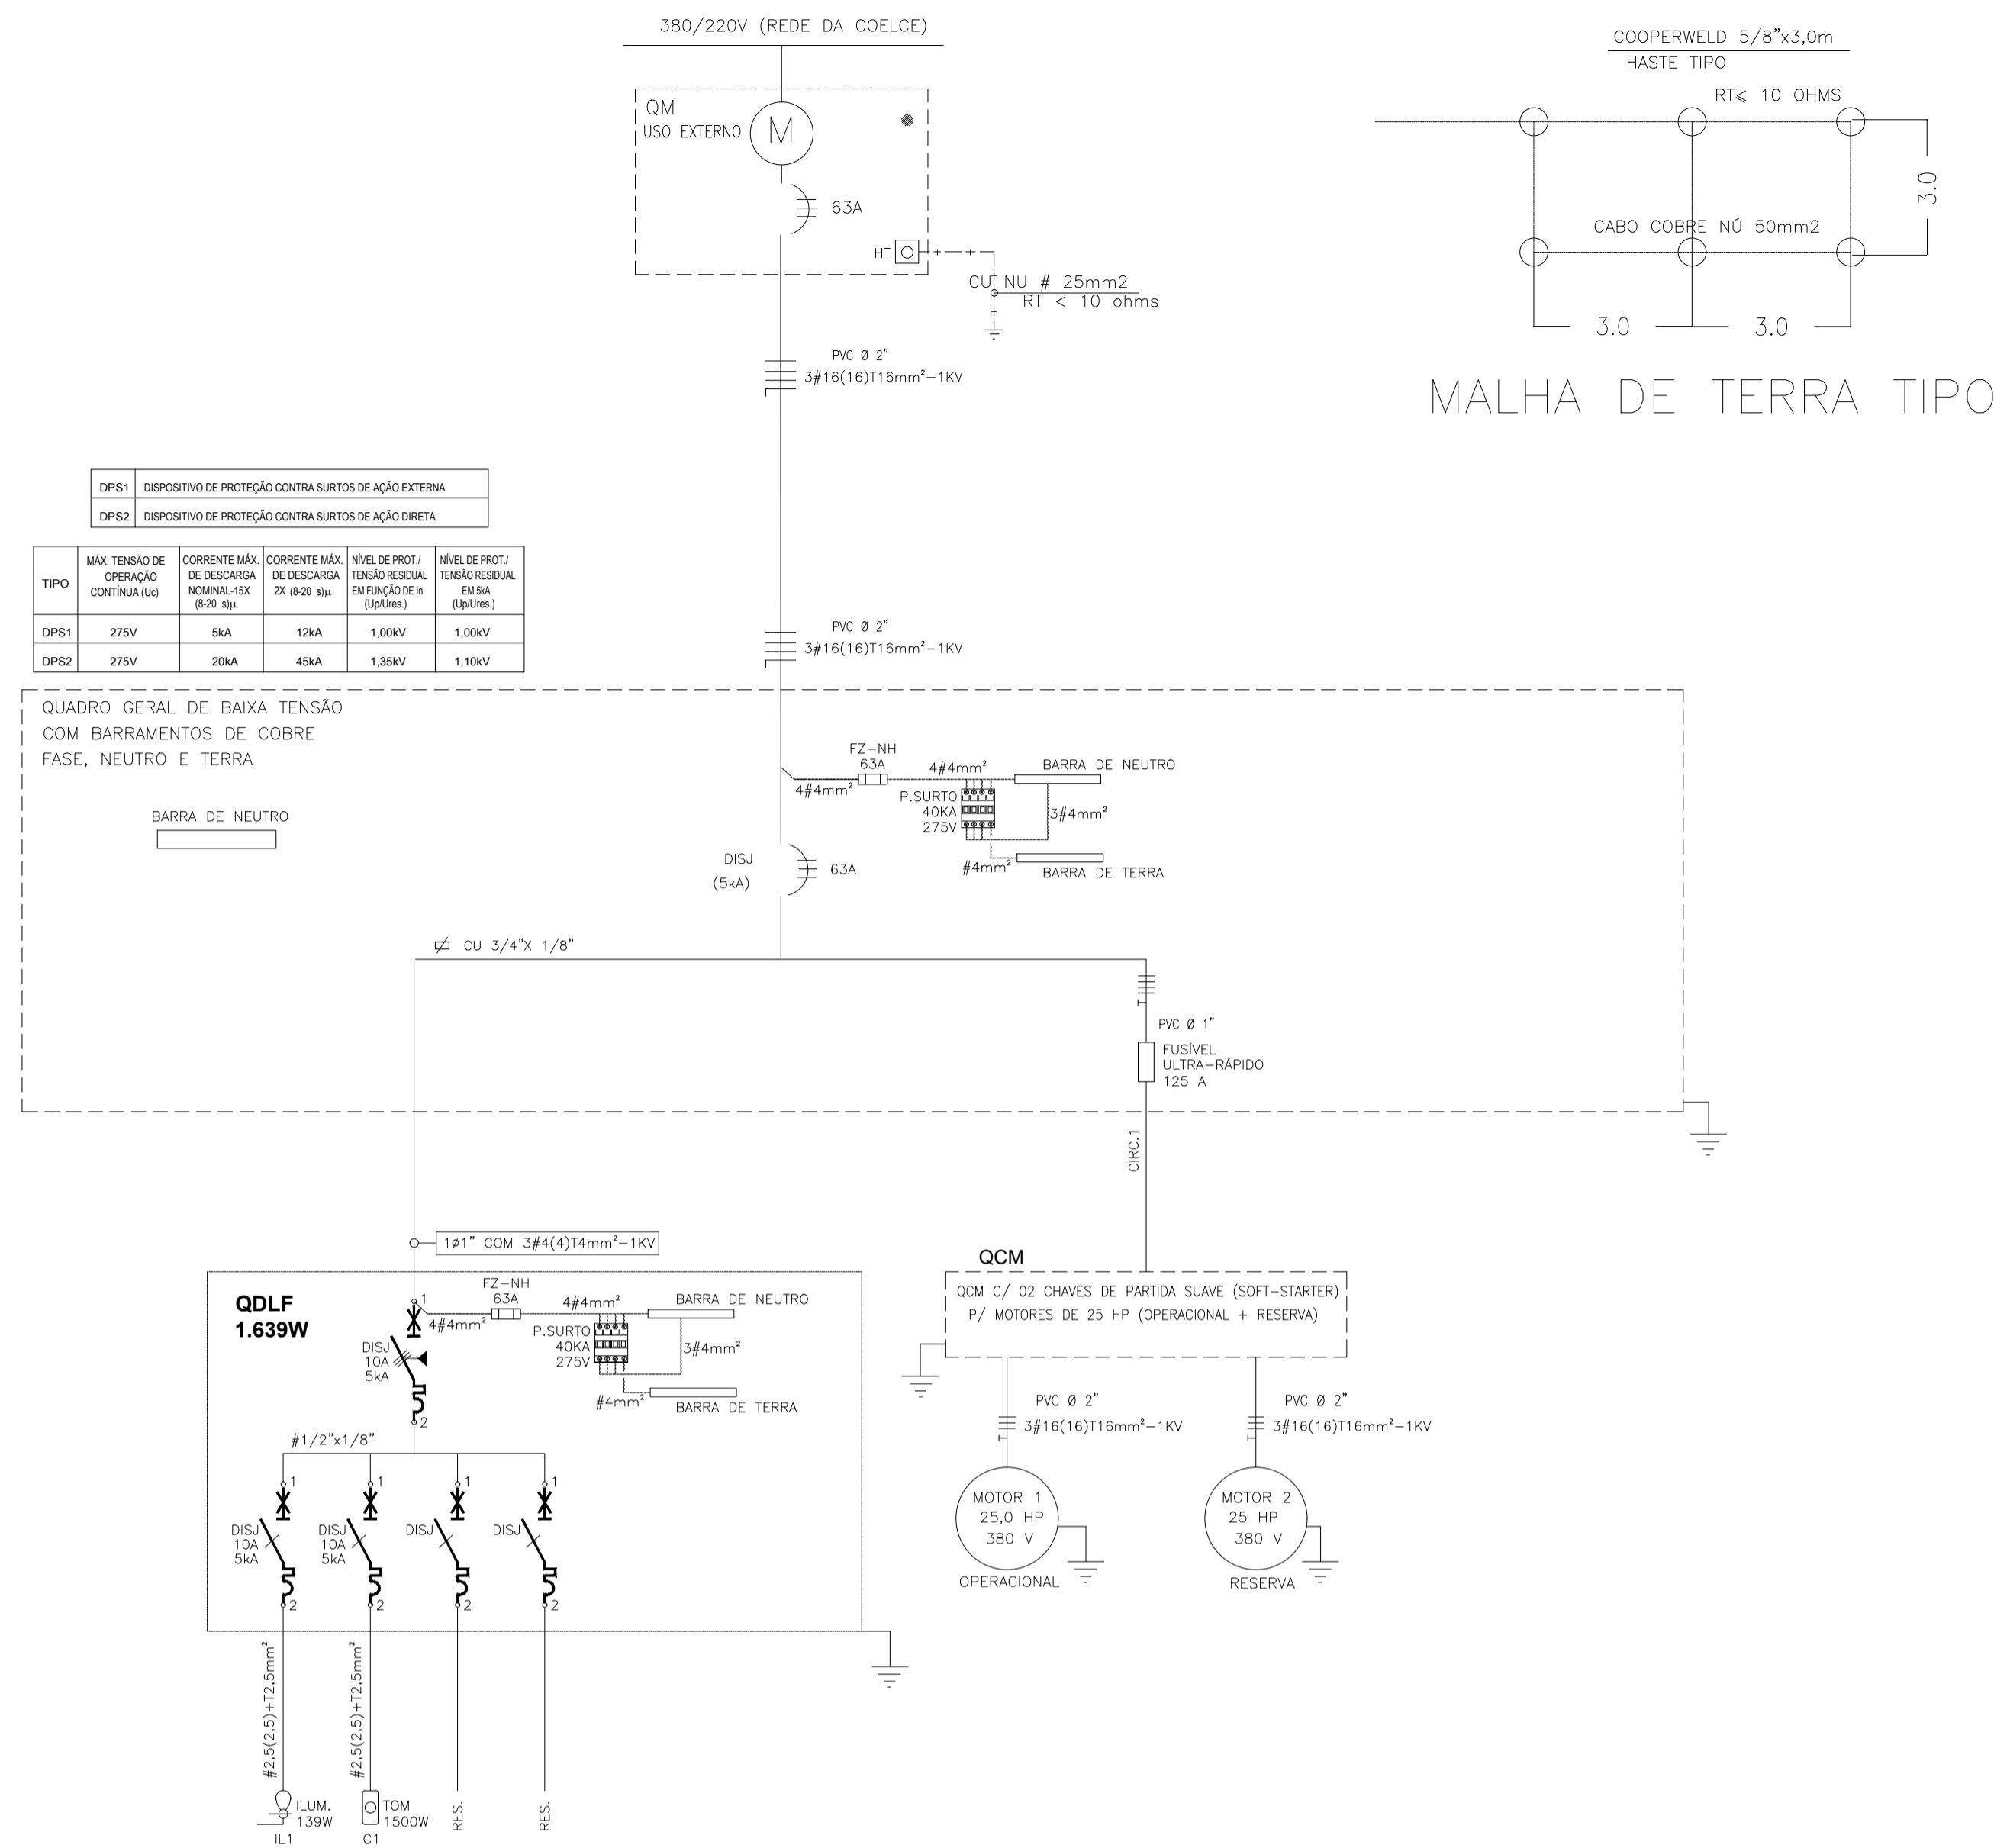 380/220V (REDE DA COELCE)
QM
USO EXTERNO
M
63A
HT
CU NU # 25mm2
RT < 10 ohms
COOPERWELD 5/8"x3,0m
HASTE TIPO
RT⩽ 10 OHMS
CABO COBRE NÚ 50mm2
3.0
3.0
3.0
MALHA DE TERRA TIPO
PVC Ø 2"
3#16(16)T16mm²-1KV
DPS1 DISPOSITIVO DE PROTEÇÃO CONTRA SURTOS DE AÇÃO EXTERNA
DPS2 DISPOSITIVO DE PROTEÇÃO CONTRA SURTOS DE AÇÃO DIRETA
TIPO
MÁX. TENSÃO DE
OPERAÇÃO
CONTÍNUA (Uc)
CORRENTE MÁX.
DE DESCARGA
NOMINAL-15X
(8-20 s)µ
CORRENTE MÁX.
DE DESCARGA
2X (8-20 s)µ
NÍVEL DE PROT./
TENSÃO RESIDUAL
EM FUNÇÃO DE In
(Up/Ures.)
NÍVEL DE PROT./
TENSÃO RESIDUAL
EM 5kA
(Up/Ures.)
DPS1 275V 5kA 12kA 1,00kV 1,00kV
DPS2 275V 20kA 45kA 1,35kV 1,10kV
PVC Ø 2"
3#16(16)T16mm²-1KV
QUADRO GERAL DE BAIXA TENSÃO
COM BARRAMENTOS DE COBRE
FASE, NEUTRO E TERRA
BARRA DE NEUTRO
FZ-NH
63A
4#4mm²
4#4mm²
BARRA DE NEUTRO
P.SURTO
40KA
275V
3#4mm²
#4mm²
BARRA DE TERRA
DISJ
(5kA)
63A
CU 3/4"X 1/8"
PVC Ø 1"
FUSÍVEL
ULTRA-RÁPIDO
125 A
CIRC.1
1ø1" COM 3#4(4)T4mm²-1KV
QDLF
1.639W
1
FZ-NH
63A
4#4mm²
4#4mm²
BARRA DE NEUTRO
P.SURTO
40KA
275V
3#4mm²
#4mm²
BARRA DE TERRA
DISJ
10A
5kA
2
#1/2"x1/8"
1
1
1
1
DISJ
10A
5kA
DISJ
10A
5kA
DISJ
DISJ
2
2
2
2
#2,5(2,5)+T2,5mm²
#2,5(2,5)+T2,5mm²
ILUM.
139W
IL1
TOM
1500W
C1
RES.
RES.
QCM
QCM C/ 02 CHAVES DE PARTIDA SUAVE (SOFT-STARTER)
P/ MOTORES DE 25 HP (OPERACIONAL + RESERVA)
PVC Ø 2"
3#16(16)T16mm²-1KV
PVC Ø 2"
3#16(16)T16mm²-1KV
MOTOR 1
25,0 HP
380 V
OPERACIONAL
MOTOR 2
25 HP
380 V
RESERVA